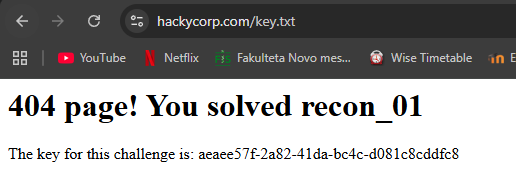 hackycorp.com/key.txt
YouTube Netflix Fakulteta Novo mes... Wise Timetable E
404 page! You solved recon_01
The key for this challenge is: aeaee57f-2a82-41da-bc4c-d081c8cddfc8